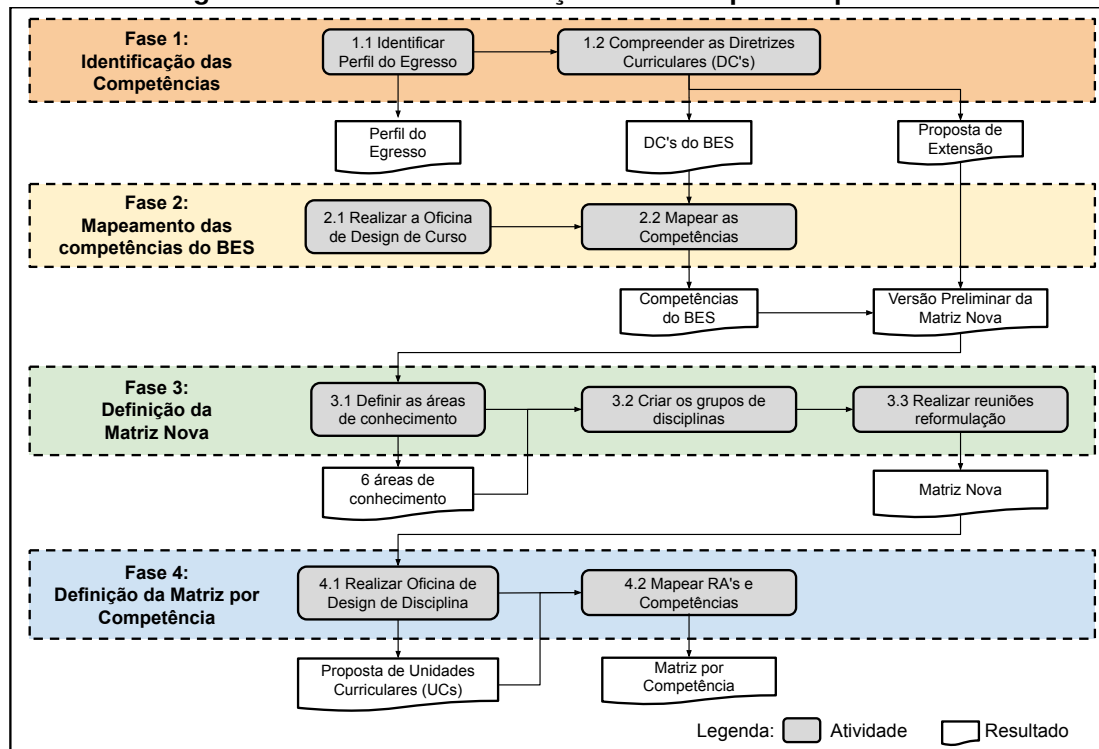 Fase 1:
Identificação das
Competências
1.1 Identificar
Perfil do Egresso
1.2 Compreender as Diretrizes
Curriculares (DC's)
Perfil do
Egresso
DC's do BES
Proposta de
Extensão
Fase 2:
Mapeamento das
competências do BES
2.1 Realizar a Oficina
de Design de Curso
2.2 Mapear as
Competências
Competências
do BES
Versão Preliminar da
Matriz Nova
Fase 3:
Definição da
Matriz Nova
3.1 Definir as áreas
de conhecimento
3.2 Criar os grupos de
disciplinas
3.3 Realizar reuniões
reformulação
6 áreas de
conhecimento
Matriz Nova
Fase 4:
Definição da Matriz por
Competência
4.1 Realizar Oficina de
Design de Disciplina
4.2 Mapear RA's e
Competências
Proposta de Unidades
Curriculares (UCs)
Matriz por
Competência
Legenda:
Atividade
Resultado